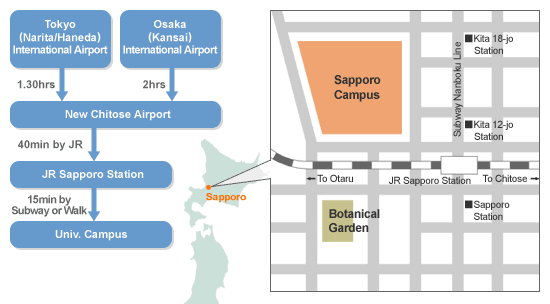 Tokyo
(Narita/Haneda)
International Airport
Osaka
(Kansai)
International Airport
1.30hrs
2hrs
New Chitose Airport
40min by JR
JR Sapporo Station
15min by
Subway or Walk
Univ. Campus
Sapporo
Sapporo
Campus
Subway Namboku Line
Kita 18-jo
Station
Kita 12-jo
Station
To Otaru
JR Sapporo Station
To Chitose
Botanical
Garden
Sapporo
Station